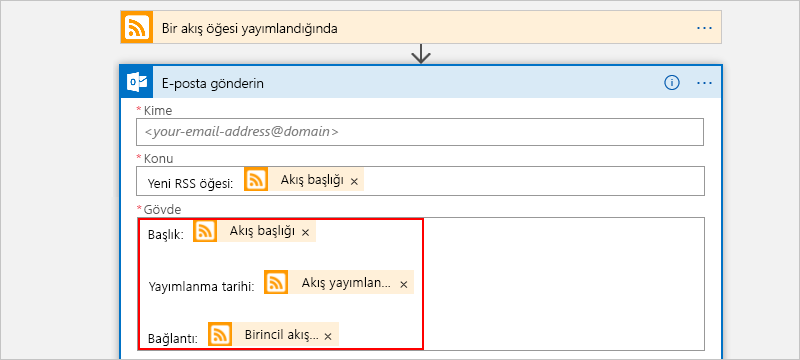 Bir akış öğesi yayımlandığında ...
E-posta gönderin ...
* Kime
<your-email-address@domain>
* Konu
Yeni RSS öğesi: Akış başlığı ×
* Gövde
Başlık: Akış başlığı ×
Yayımlanma tarihi: Akış yayımlan... ×
Bağlantı: Birincil akış... ×